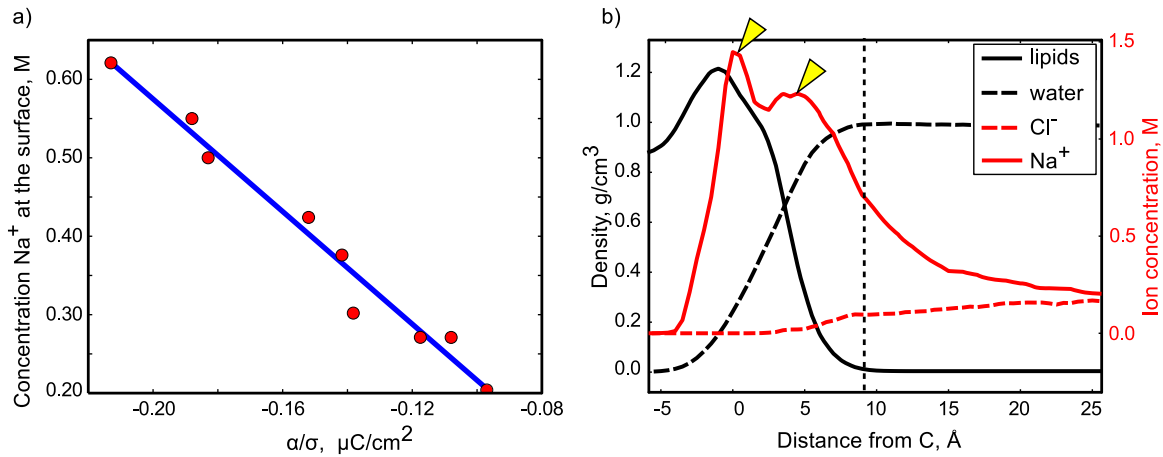 a)
Concentration Na⁺ at the surface, M
0.60
0.50
0.40
0.30
0.20
-0.20
-0.16
-0.12
-0.08
α/σ, μC/cm²
b)
Density, g/cm³
1.2
1.0
0.8
0.6
0.4
0.2
0.0
lipids
water
Cl⁻
Na⁺
1.5
1.0
0.5
0.0
Ion concentration, M
-5
0
5
10
15
20
25
Distance from C, Å